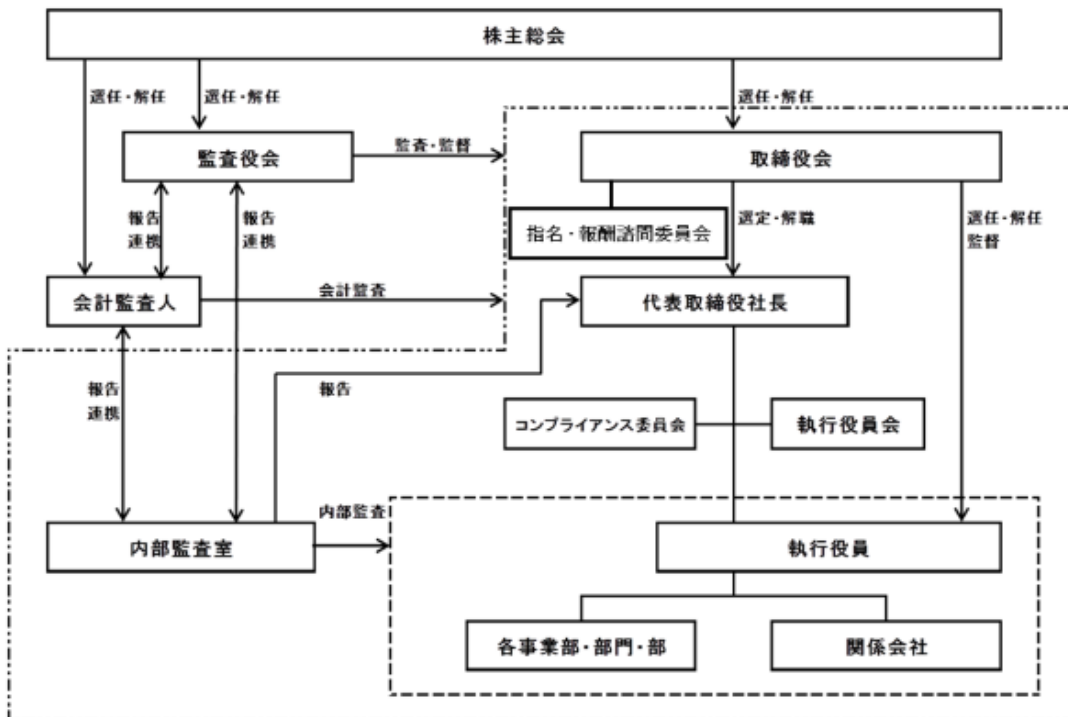 株主総会
選任・解任
選任・解任
選任・解任
監査役会
監査・監督
取締役会
報告
連携
報告
連携
指名・報酬諮問委員会
選定・解職
選任・解任
監督
会計監査人
会計監査
代表取締役社長
報告
連携
報告
コンプライアンス委員会
執行役員会
内部監査室
内部監査
執行役員
各事業部・部門・部
関係会社